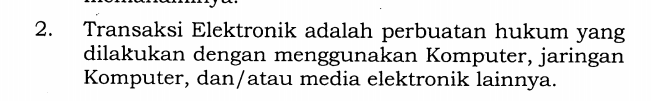 2. Transaksi Elektronik adalah perbuatan hukum yang
dilakukan dengan menggunakan Komputer, jaringan
Komputer, dan/atau media elektronik lainnya.